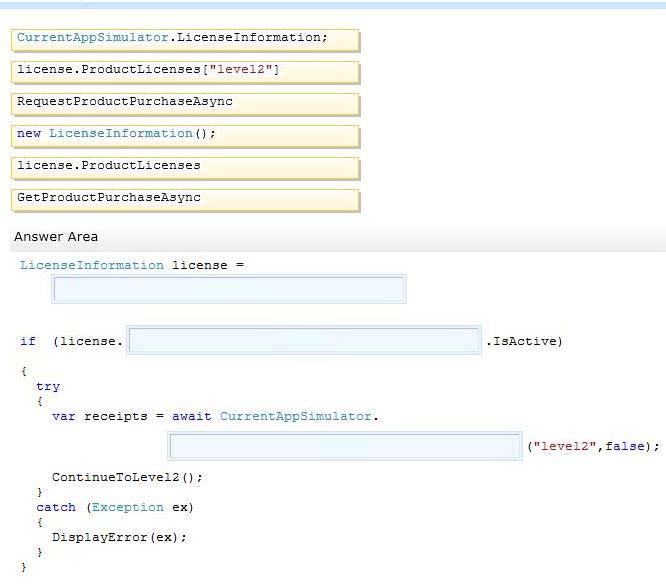 CurrentAppSimulator.LicenseInformation;
license.ProductLicenses["level2"]
RequestProductPurchaseAsync
new LicenseInformation();
license.ProductLicenses
GetProductPurchaseAsync
Answer Area
LicenseInformation license =
if (license. .IsActive)
{
try
{
var receipts = await CurrentAppSimulator.
("level2",false);
ContinueToLevel2();
}
catch (Exception ex)
{
DisplayError(ex);
}
}